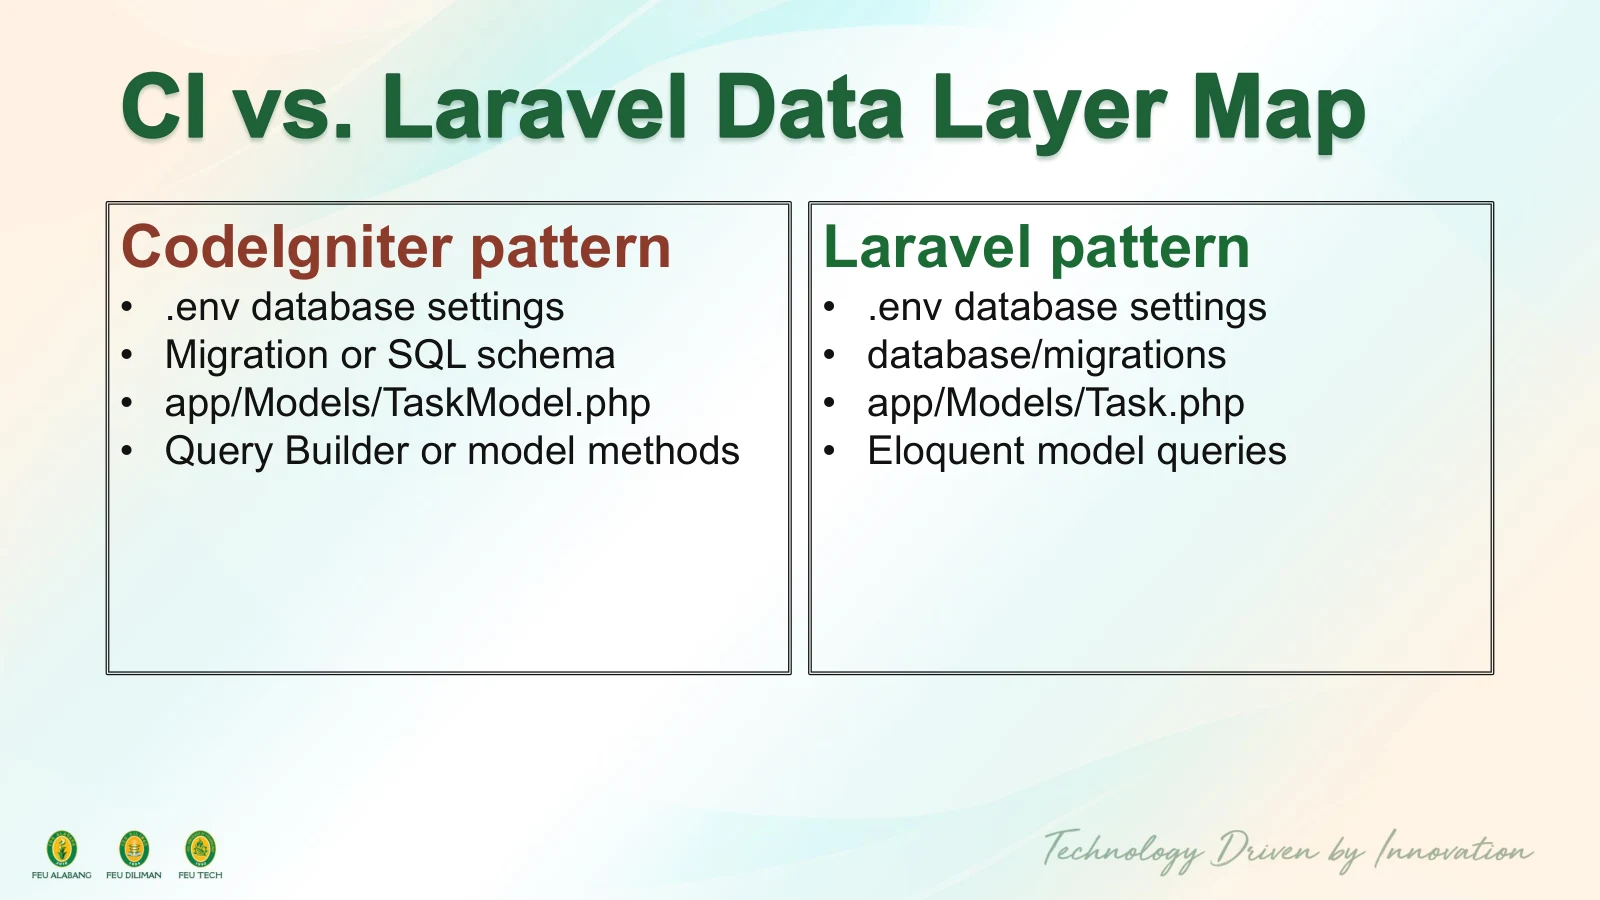 CI vs. Laravel Data Layer Map
CodeIgniter pattern
• .env database settings
• Migration or SQL schema
• app/Models/TaskModel.php
• Query Builder or model methods
Laravel pattern
• .env database settings
• database/migrations
• app/Models/Task.php
• Eloquent model queries
FEU ALABANG
FEU DILIMAN
FEU TECH
Technology Driven by Innovation